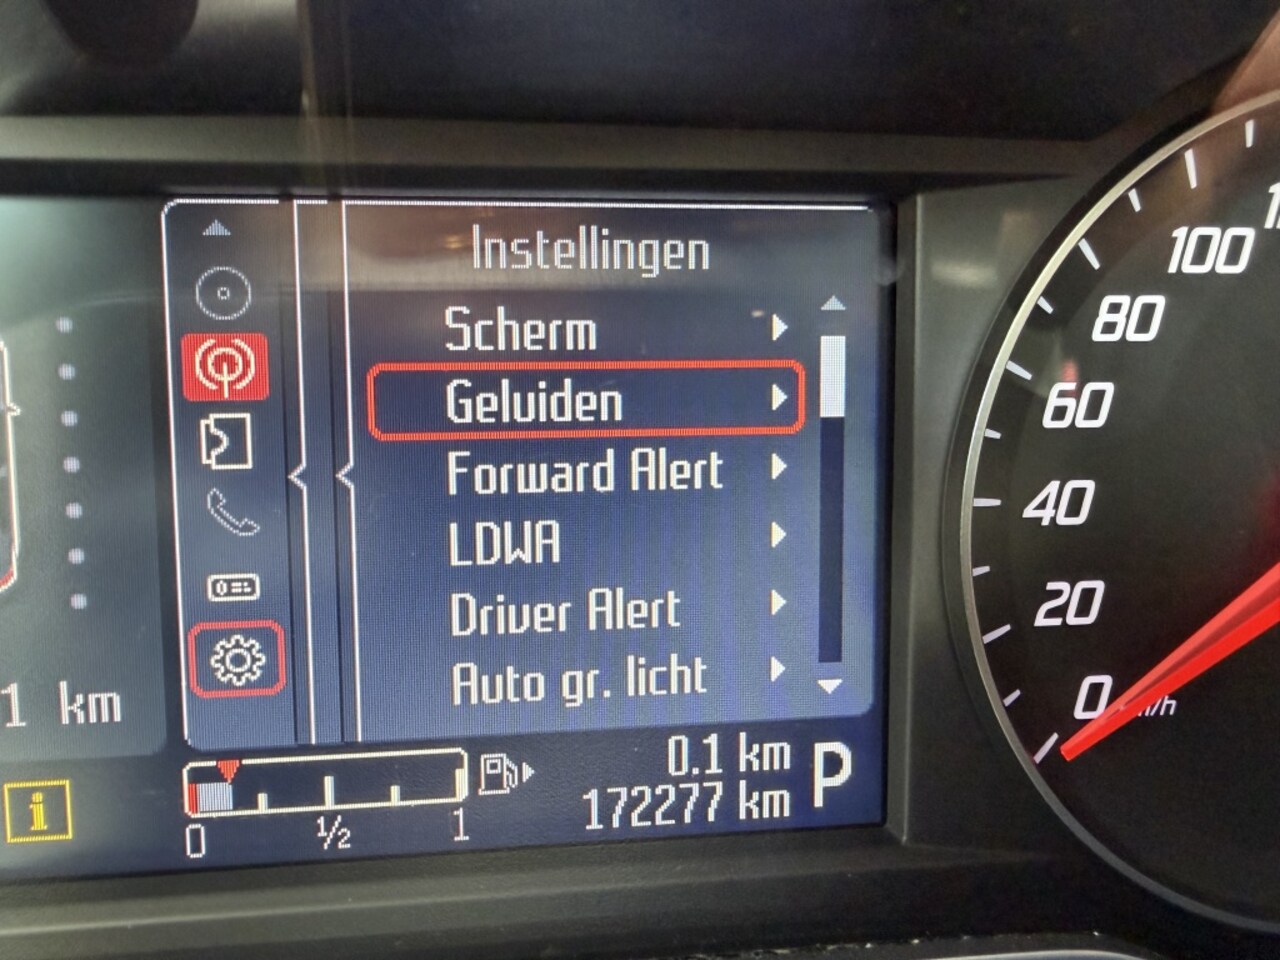 Instellingen
Scherm
Geluiden
Forward Alert
LDWA
Driver Alert
Auto gr. licht
1 km
i
0 1/2 1
0.1 km
172277 km
P
100
80
60
40
20
0